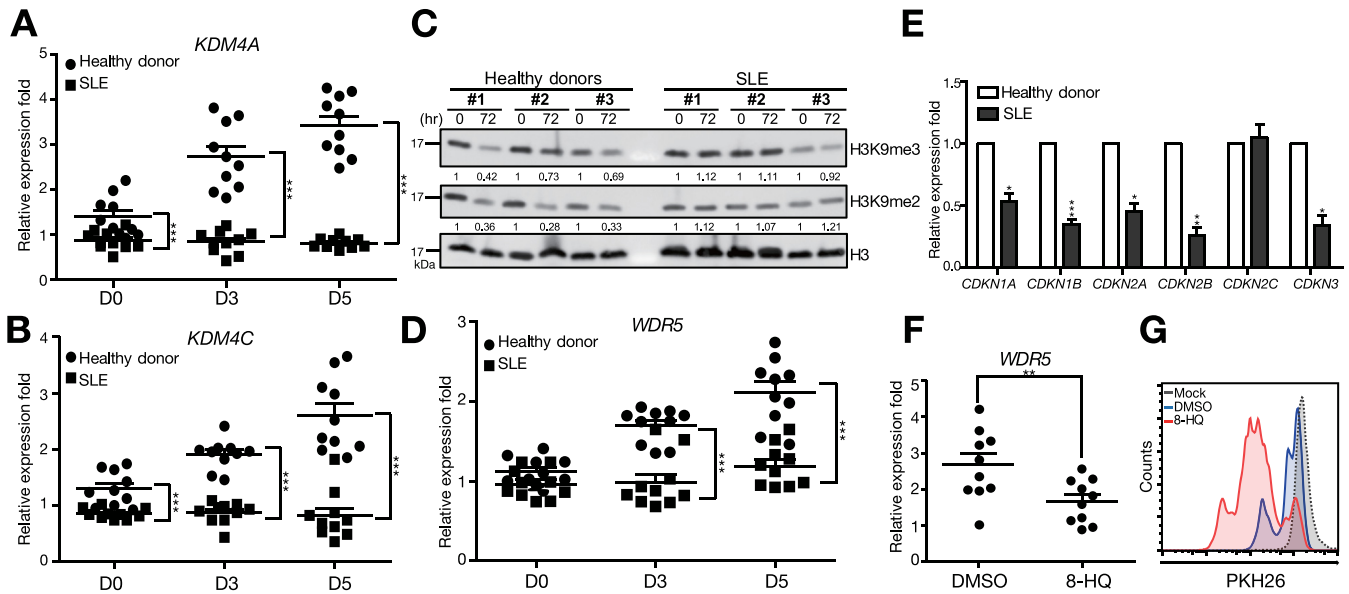 A
KDM4A
Relative expression fold
5
4
3
2
1
0
Healthy donor
SLE
***
***
***
D0
D3
D5
B
KDM4C
Relative expression fold
4
3
2
1
0
Healthy donor
SLE
***
***
***
D0
D3
D5
C
Healthy donors SLE
#1 #2 #3 #1 #2 #3
(hr) 0 72 0 72 0 72 0 72 0 72 0 72
17 H3K9me3
1 0.42 1 0.73 1 0.69 1 1.12 1 1.11 1 0.92
17 H3K9me2
1 0.36 1 0.28 1 0.33 1 1.12 1 1.07 1 1.21
17 H3
kDa
D
WDR5
Relative expression fold
3
2
1
0
Healthy donor
SLE
***
***
D0
D3
D5
E
Relative expression fold
1.5
1.0
0.5
0.0
Healthy donor
SLE
*
***
*
**
*
CDKN1A CDKN1B CDKN2A CDKN2B CDKN2C CDKN3
F
WDR5
**
Relative expression fold
5
4
3
2
1
0
DMSO 8-HQ
G
Mock
DMSO
8-HQ
Counts
PKH26